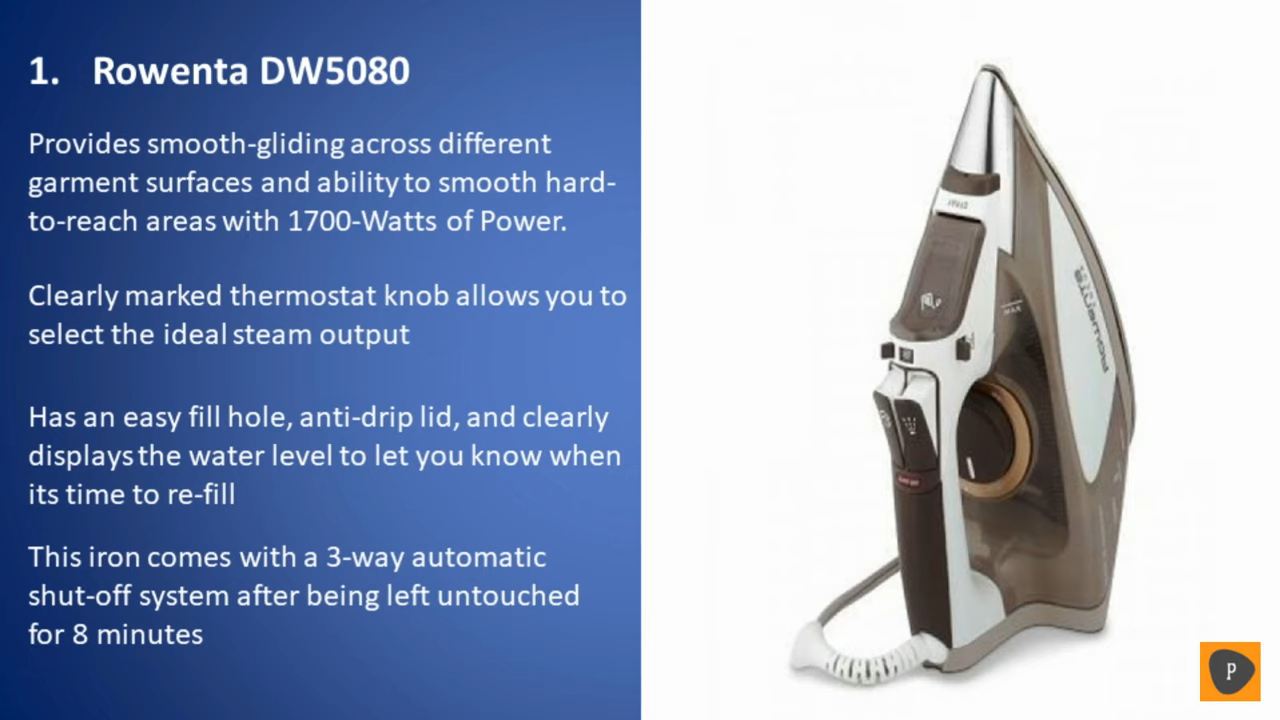 1. Rowenta DW5080
Provides smooth-gliding across different
garment surfaces and ability to smooth hard-
to-reach areas with 1700-Watts of Power.
Clearly marked thermostat knob allows you to
select the ideal steam output
Has an easy fill hole, anti-drip lid, and clearly
displays the water level to let you know when
its time to re-fill
This iron comes with a 3-way automatic
shut-off system after being left untouched
for 8 minutes
MAX
Rowenta
P